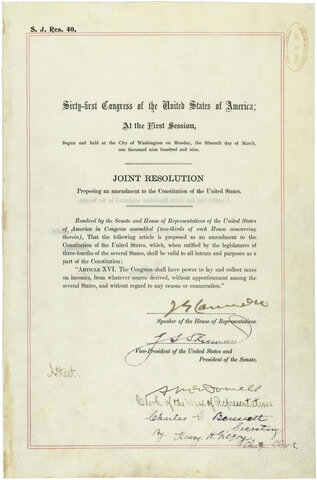 S. J. Res. 40.
Sixty-first Congress of the United States of America;
At the First Session,
Begun and held at the City of Washington on Monday, the fifteenth day of March,
one thousand nine hundred and nine.
JOINT RESOLUTION
Proposing an amendment to the Constitution of the United States.
Resolved by the Senate and House of Representatives of the United States
of America in Congress assembled (two-thirds of each House concurring
therein), That the following article is proposed as an amendment to the
Constitution of the United States, which, when ratified by the legislatures of
three-fourths of the several States, shall be valid to all intents and purposes as a
part of the Constitution:
"ARTICLE XVI. The Congress shall have power to lay and collect taxes
on incomes, from whatever source derived, without apportionment among the
several States, and without regard to any census or enumeration."
J G Cannon
Speaker of the House of Representatives.
J S Sherman
Vice-President of the United States and
President of the Senate.
Attest.
A McDowell
Clerk of the House of Representatives.
Charles G. Bennett
Secretary
By Henry H. Gilfry
Chief Clerk